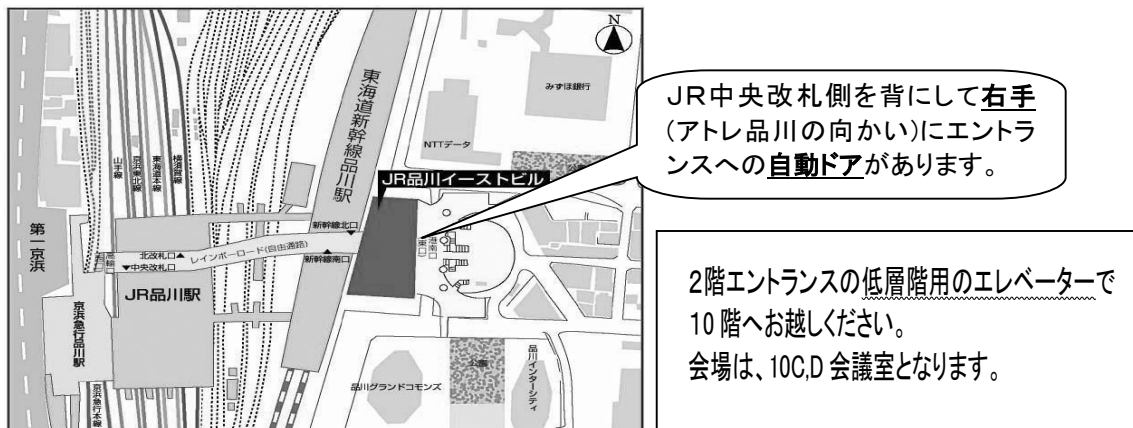 N
みずほ銀行
NTTデータ
東海道新幹線品川駅
JR品川イーストビル
山手線
京浜東北線
東海道本線
横須賀線
第一京浜
新幹線北口
レインボーロード(自由通路)
新幹線南口
北改札口
中央改札口
高輪口
西口
港南口
東口
JR品川駅
京浜急行品川駅
京浜急行本線
品川グランドコモンズ
公園
品川インターシティ
JR中央改札側を背にして右手
(アトレ品川の向かい)にエントラ
ンスへの自動ドアがあります。
2階エントランスの低層階用のエレベーターで
10階へお越しください。
会場は、10C,D 会議室となります。